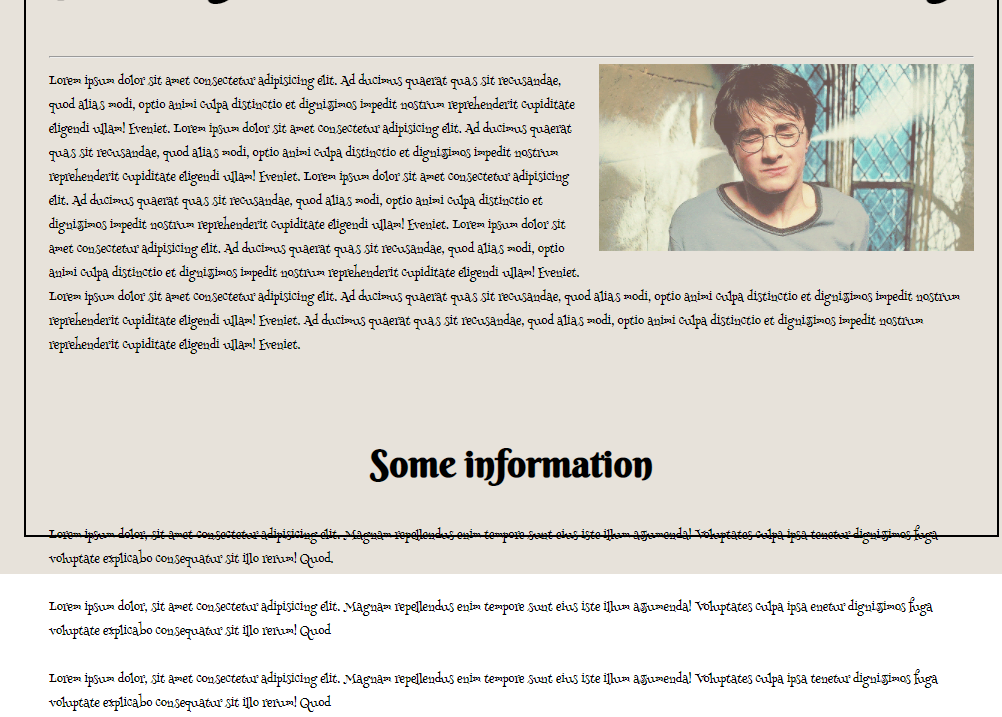 Lorem ipsum dolor sit amet consectetur adipisicing elit. Ad ducimus quaerat quas sit recusandae,
quod alias modi, optio animi culpa distinctio et dignissimos impedit nostrum reprehenderit cupiditate
eligendi ullam! Eveniet. Lorem ipsum dolor sit amet consectetur adipisicing elit. Ad ducimus quaerat
quas sit recusandae, quod alias modi, optio animi culpa distinctio et dignissimos impedit nostrum
reprehenderit cupiditate eligendi ullam! Eveniet. Lorem ipsum dolor sit amet consectetur adipisicing
elit. Ad ducimus quaerat quas sit recusandae, quod alias modi, optio animi culpa distinctio et
dignissimos impedit nostrum reprehenderit cupiditate eligendi ullam! Eveniet. Lorem ipsum dolor sit
amet consectetur adipisicing elit. Ad ducimus quaerat quas sit recusandae, quod alias modi, optio
animi culpa distinctio et dignissimos impedit nostrum reprehenderit cupiditate eligendi ullam! Eveniet.
Lorem ipsum dolor sit amet consectetur adipisicing elit. Ad ducimus quaerat quas sit recusandae, quod alias modi, optio animi culpa distinctio et dignissimos impedit nostrum
reprehenderit cupiditate eligendi ullam! Eveniet. Ad ducimus quaerat quas sit recusandae, quod alias modi, optio animi culpa distinctio et dignissimos impedit nostrum
reprehenderit cupiditate eligendi ullam! Eveniet.
Some information
Lorem ipsum dolor, sit amet consectetur adipisicing elit. Magnam repellendus enim tempore sunt eius iste illum assumenda! Voluptates culpa ipsa tenetur dignissimos fuga
voluptate explicabo consequatur sit illo rerum! Quod.
Lorem ipsum dolor, sit amet consectetur adipisicing elit. Magnam repellendus enim tempore sunt eius iste illum assumenda! Voluptates culpa ipsa enetur dignissimos fuga
voluptate explicabo consequatur sit illo rerum! Quod
Lorem ipsum dolor, sit amet consectetur adipisicing elit. Magnam repellendus enim tempore sunt eius iste illum assumenda! Voluptates culpa ipsa tenetur dignissimos fuga
voluptate explicabo consequatur sit illo rerum! Quod